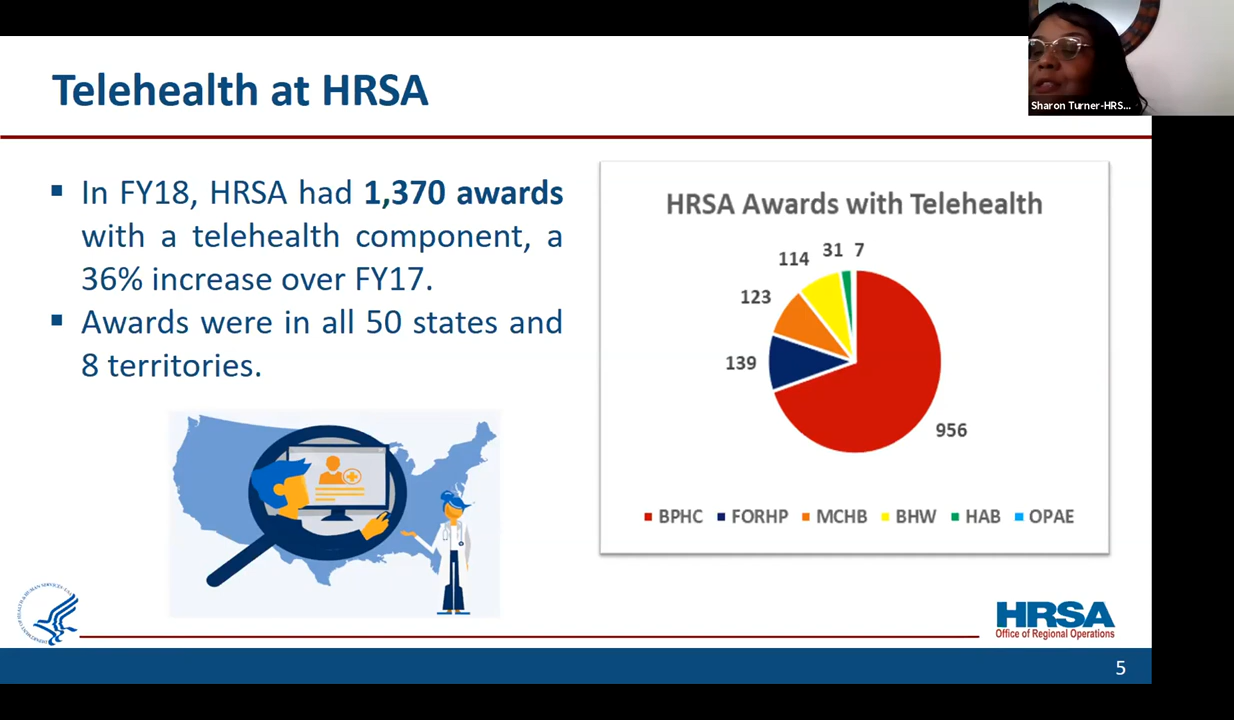 Telehealth at HRSA
Sharon Turner-HRS...
▪ In FY18, HRSA had 1,370 awards
with a telehealth component, a
36% increase over FY17.
▪ Awards were in all 50 states and
8 territories.
HRSA Awards with Telehealth
114 31 7
123
139
956
BPHC FORHP MCHB BHW HAB OPAE
HRSA
Office of Regional Operations
5